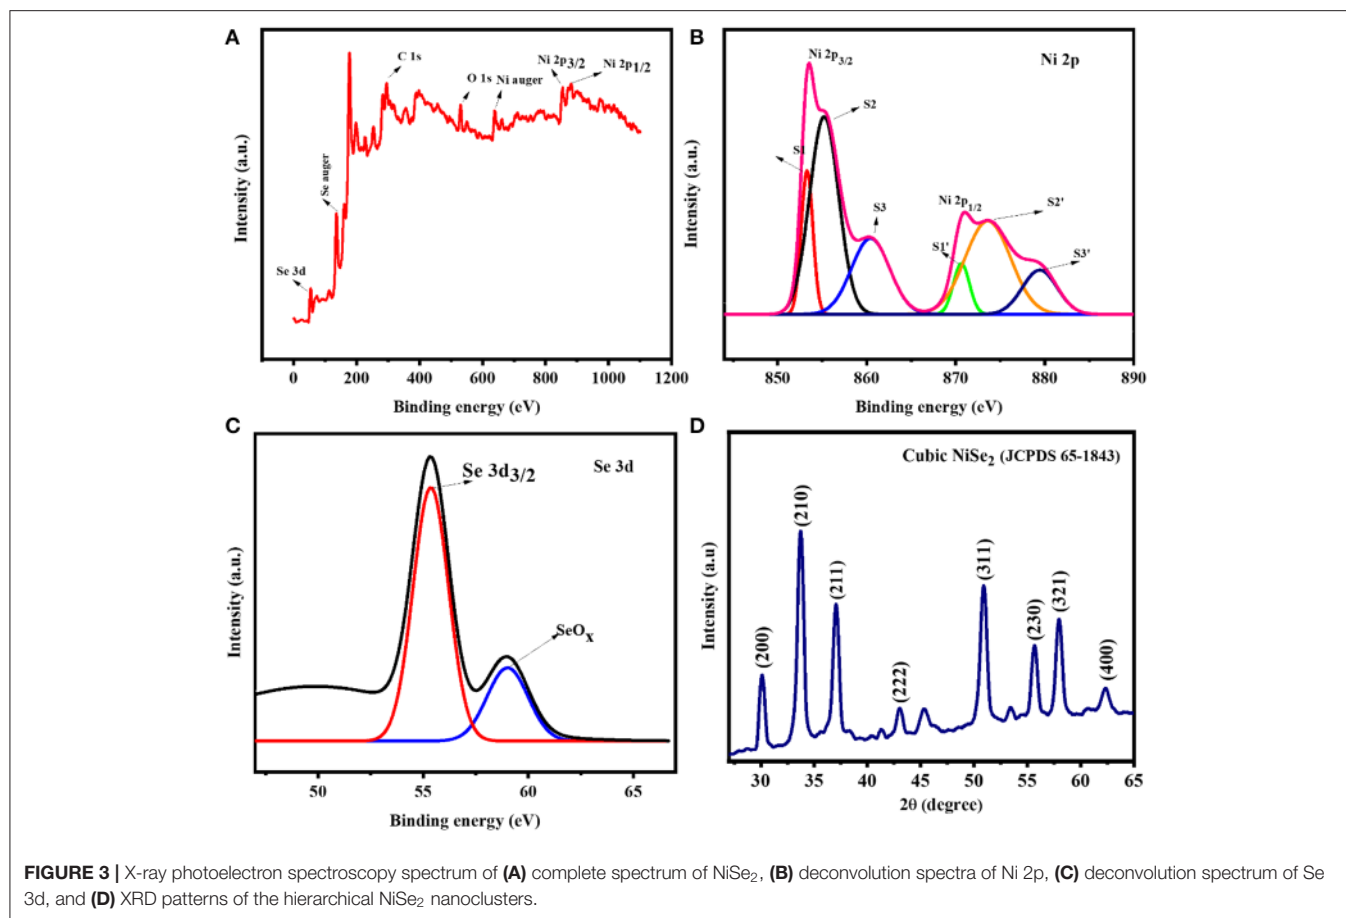 A
C 1s
Ni 2p3/2
Ni 2p1/2
O 1s
Ni auger
Se auger
Se 3d
Intensity (a.u.)
0 200 400 600 800 1000 1200
Binding energy (eV)
B
Ni 2p
Ni 2p3/2
S2
S1
S3
Ni 2p1/2
S2'
S1'
S3'
Intensity (a.u.)
850 860 870 880 890
Binding energy (eV)
C
Se 3d3/2
Se 3d
SeOx
Intensity (a.u.)
50 55 60 65
Binding energy (eV)
D
Cubic NiSe2 (JCPDS 65-1843)
(200)
(210)
(211)
(222)
(311)
(230)
(321)
(400)
Intensity (a.u)
30 35 40 45 50 55 60 65
2θ (degree)
FIGURE 3 | X-ray photoelectron spectroscopy spectrum of (A) complete spectrum of NiSe2, (B) deconvolution spectra of Ni 2p, (C) deconvolution spectrum of Se
3d, and (D) XRD patterns of the hierarchical NiSe2 nanoclusters.